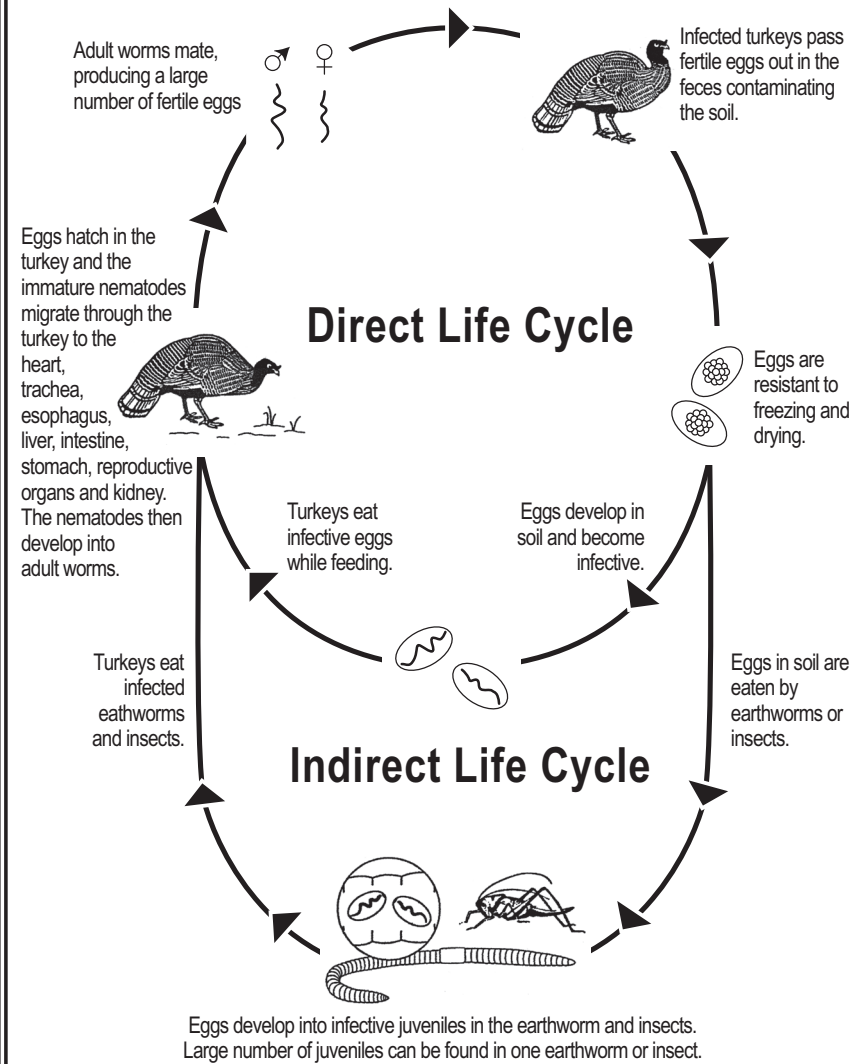 Adult worms mate,
producing a large
number of fertile eggs
♂ ♀
Infected turkeys pass
fertile eggs out in the
feces contaminating
the soil.
Eggs hatch in the
turkey and the
immature nematodes
migrate through the
turkey to the
heart,
trachea,
esophagus,
liver, intestine,
stomach, reproductive
organs and kidney.
The nematodes then
develop into
adult worms.
Direct Life Cycle
Eggs are
resistant to
freezing and
drying.
Turkeys eat
infective eggs
while feeding.
Eggs develop in
soil and become
infective.
Turkeys eat
infected
eathworms
and insects.
Eggs in soil are
eaten by
earthworms or
insects.
Indirect Life Cycle
Eggs develop into infective juveniles in the earthworm and insects.
Large number of juveniles can be found in one earthworm or insect.